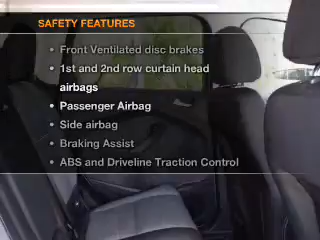 SAFETY FEATURES
• Front Ventilated disc brakes
• 1st and 2nd row curtain head
airbags
• Passenger Airbag
• Side airbag
• Braking Assist
• ABS and Driveline Traction Control